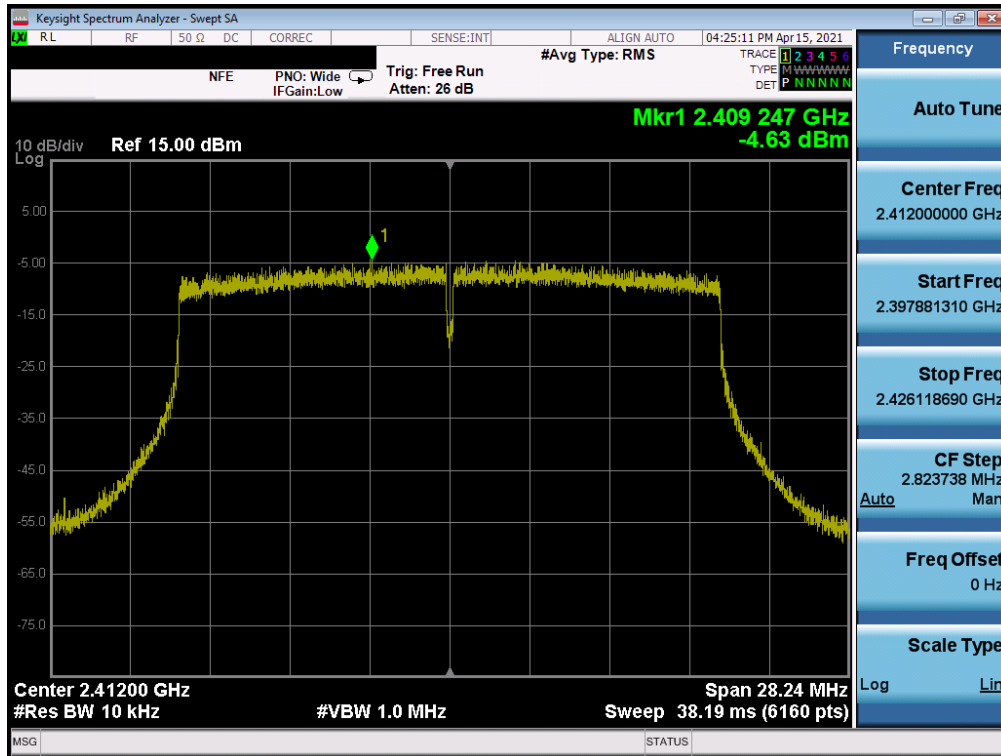 Keysight Spectrum Analyzer - Swept SA
LXI RL RF 50 Ω DC CORREC SENSE:INT ALIGN AUTO 04:25:11 PM Apr 15, 2021
Frequency
NFE PNO: Wide Trig: Free Run #Avg Type: RMS TRACE 1 2 3 4 5 6
IFGain:Low Atten: 26 dB TYPE M WWWWW
DET P N N N N N
Auto Tune
Mkr1 2.409 247 GHz
-4.63 dBm
10 dB/div Ref 15.00 dBm
Log
Center Freq
2.412000000 GHz
5.00
1
-5.00
Start Freq
2.397881310 GHz
-15.0
-25.0
Stop Freq
2.426118690 GHz
-35.0
-45.0
CF Step
2.823738 MHz
Auto Man
-55.0
Freq Offset
0 Hz
-65.0
-75.0
Scale Type
Log Lin
Center 2.41200 GHz Span 28.24 MHz
#Res BW 10 kHz #VBW 1.0 MHz Sweep 38.19 ms (6160 pts)
MSG STATUS